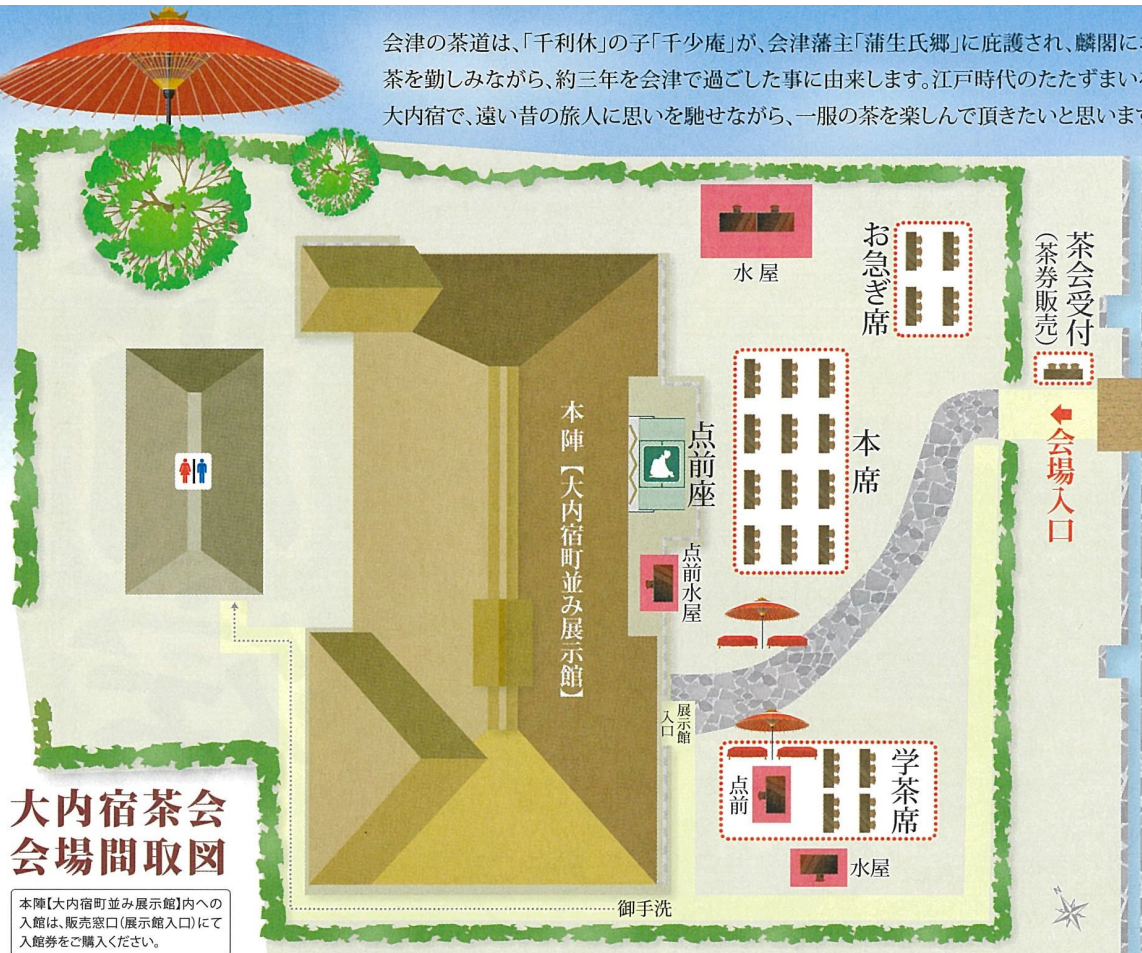 会津の茶道は、「千利休」の子「千少庵」が、会津藩主「蒲生氏郷」に庇護され、麟閣に
茶を勤しみながら、約三年を会津で過ごした事に由来します。江戸時代のたたずまい
大内宿で、遠い昔の旅人に思いを馳せながら、一服の茶を楽しんで頂きたいと思います
茶会受付
（茶券販売）
会場入口
お急ぎ席
水屋
本席
点前座
点前水屋
本陣【大内宿町並み展示館】
展示館
入口
学茶席
点前
水屋
御手洗
大内宿茶会
会場間取図
本陣【大内宿町並み展示館】内への
入館は、販売窓口（展示館入口）にて
入館券をご購入ください。
N